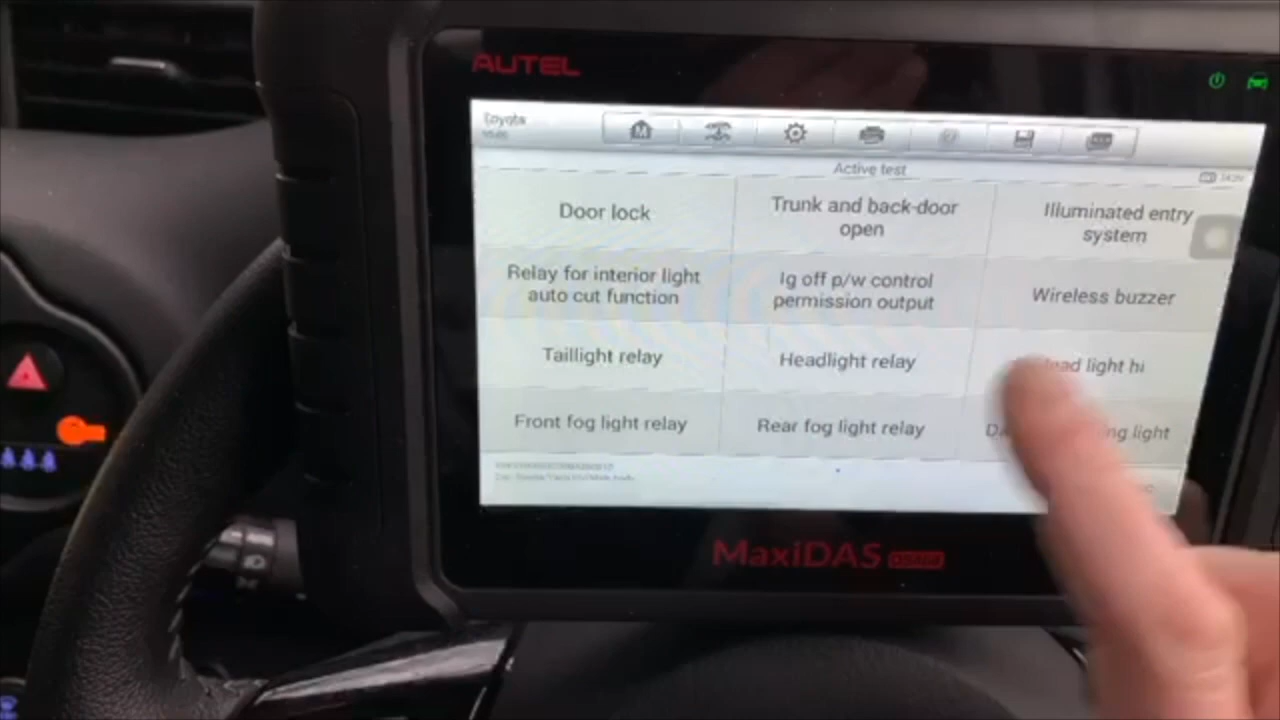 AUTEL
Toyota
Active test
Door lock
Trunk and back-door
open
Illuminated entry
system
Relay for interior light
auto cut function
Ig off p/w control
permission output
Wireless buzzer
Taillight relay
Headlight relay
light hi
Front fog light relay
Rear fog light relay
light
MaxiDAS